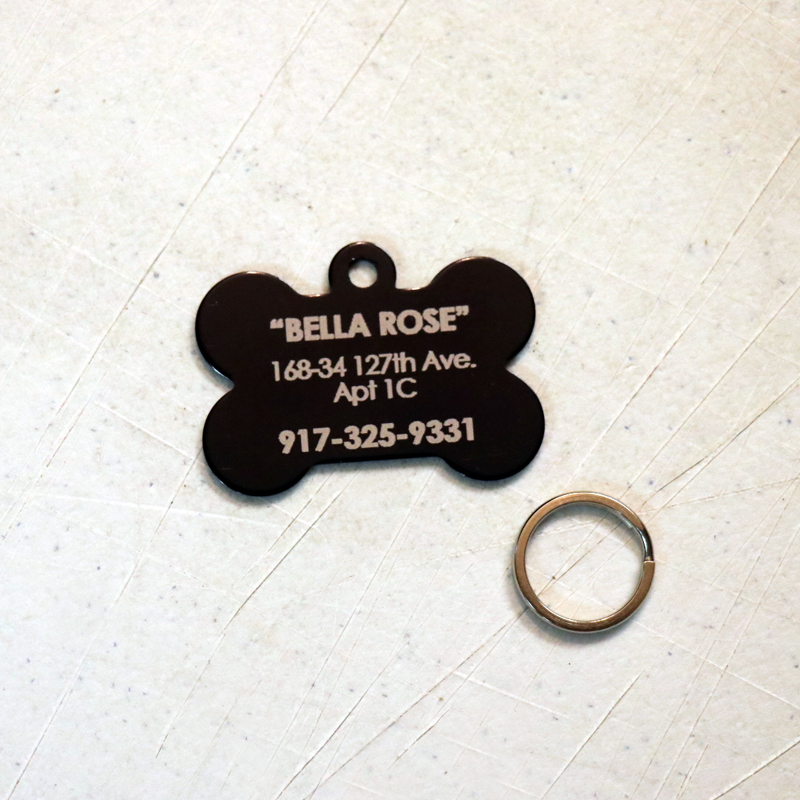 “BELLA ROSE”
168-34 127th Ave.
Apt 1C
917-325-9331